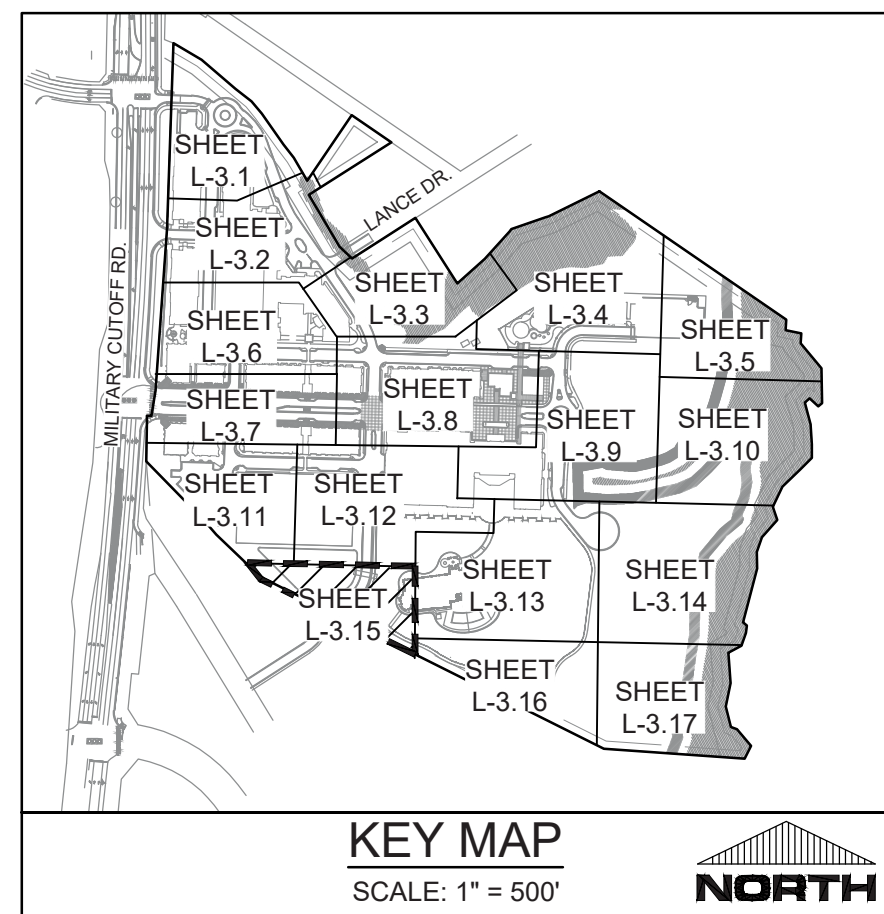 SHEET
L-3.1
LANCE DR.
SHEET
L-3.2
MILITARY CUTOFF RD.
SHEET
L-3.3
SHEET
L-3.4
SHEET
L-3.5
SHEET
L-3.6
SHEET
L-3.7
SHEET
L-3.8
SHEET
L-3.9
SHEET
L-3.10
SHEET
L-3.11
SHEET
L-3.12
SHEET
L-3.13
SHEET
L-3.14
SHEET
L-3.15
SHEET
L-3.16
SHEET
L-3.17
KEY MAP
SCALE: 1" = 500'
NORTH